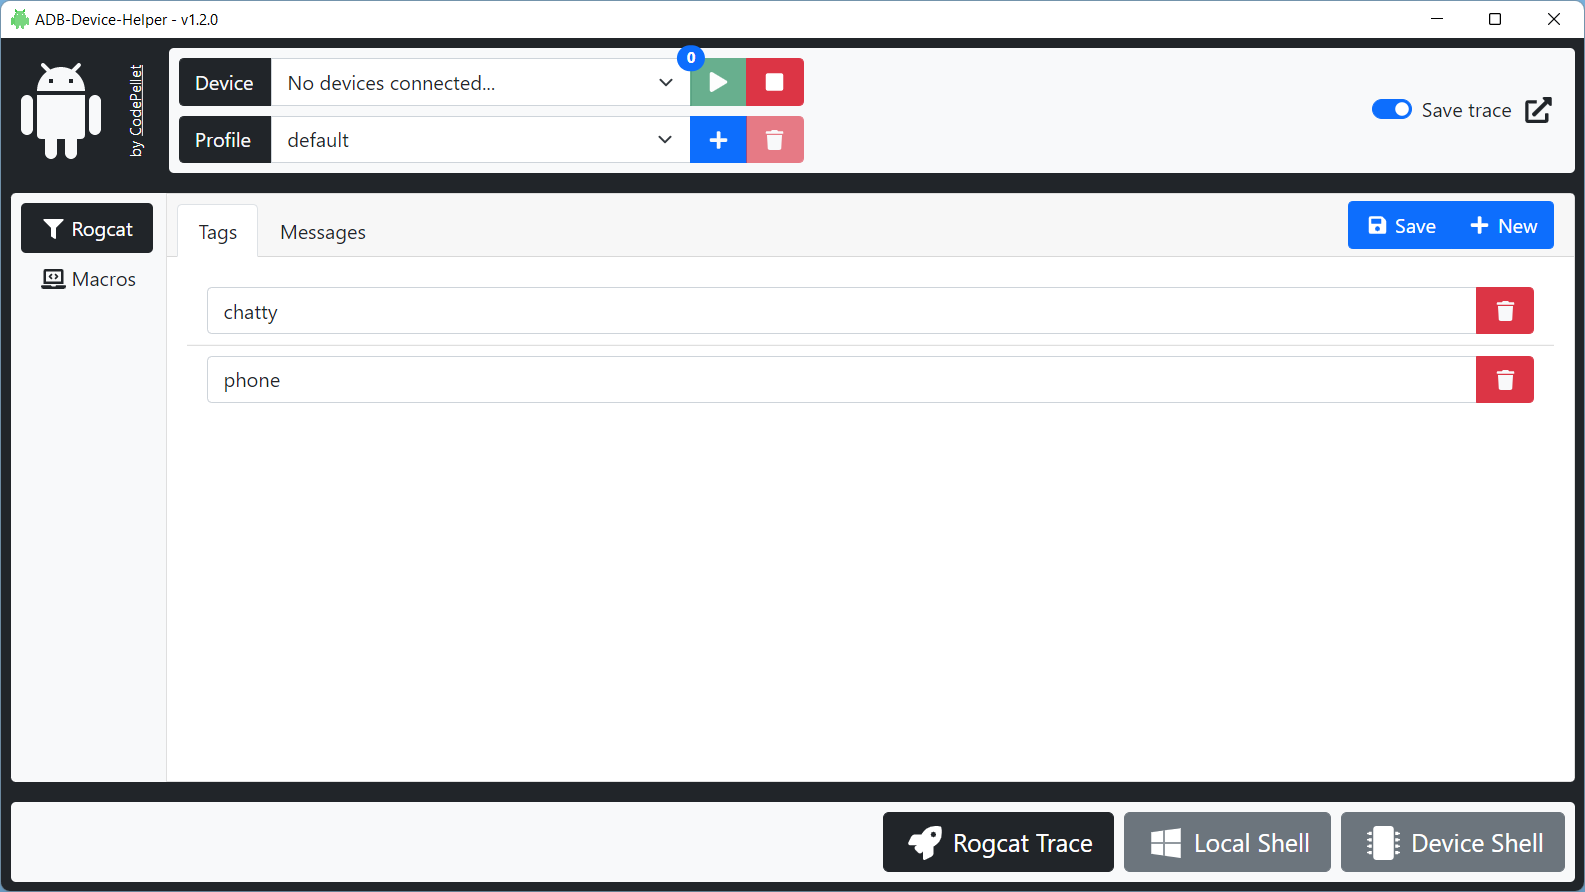 ADB-Device-Helper - v1.2.0
by CodePellet
Device No devices connected... 0
Profile default
Save trace
Rogcat
Macros
Tags Messages
Save New
chatty
phone
Rogcat Trace Local Shell Device Shell